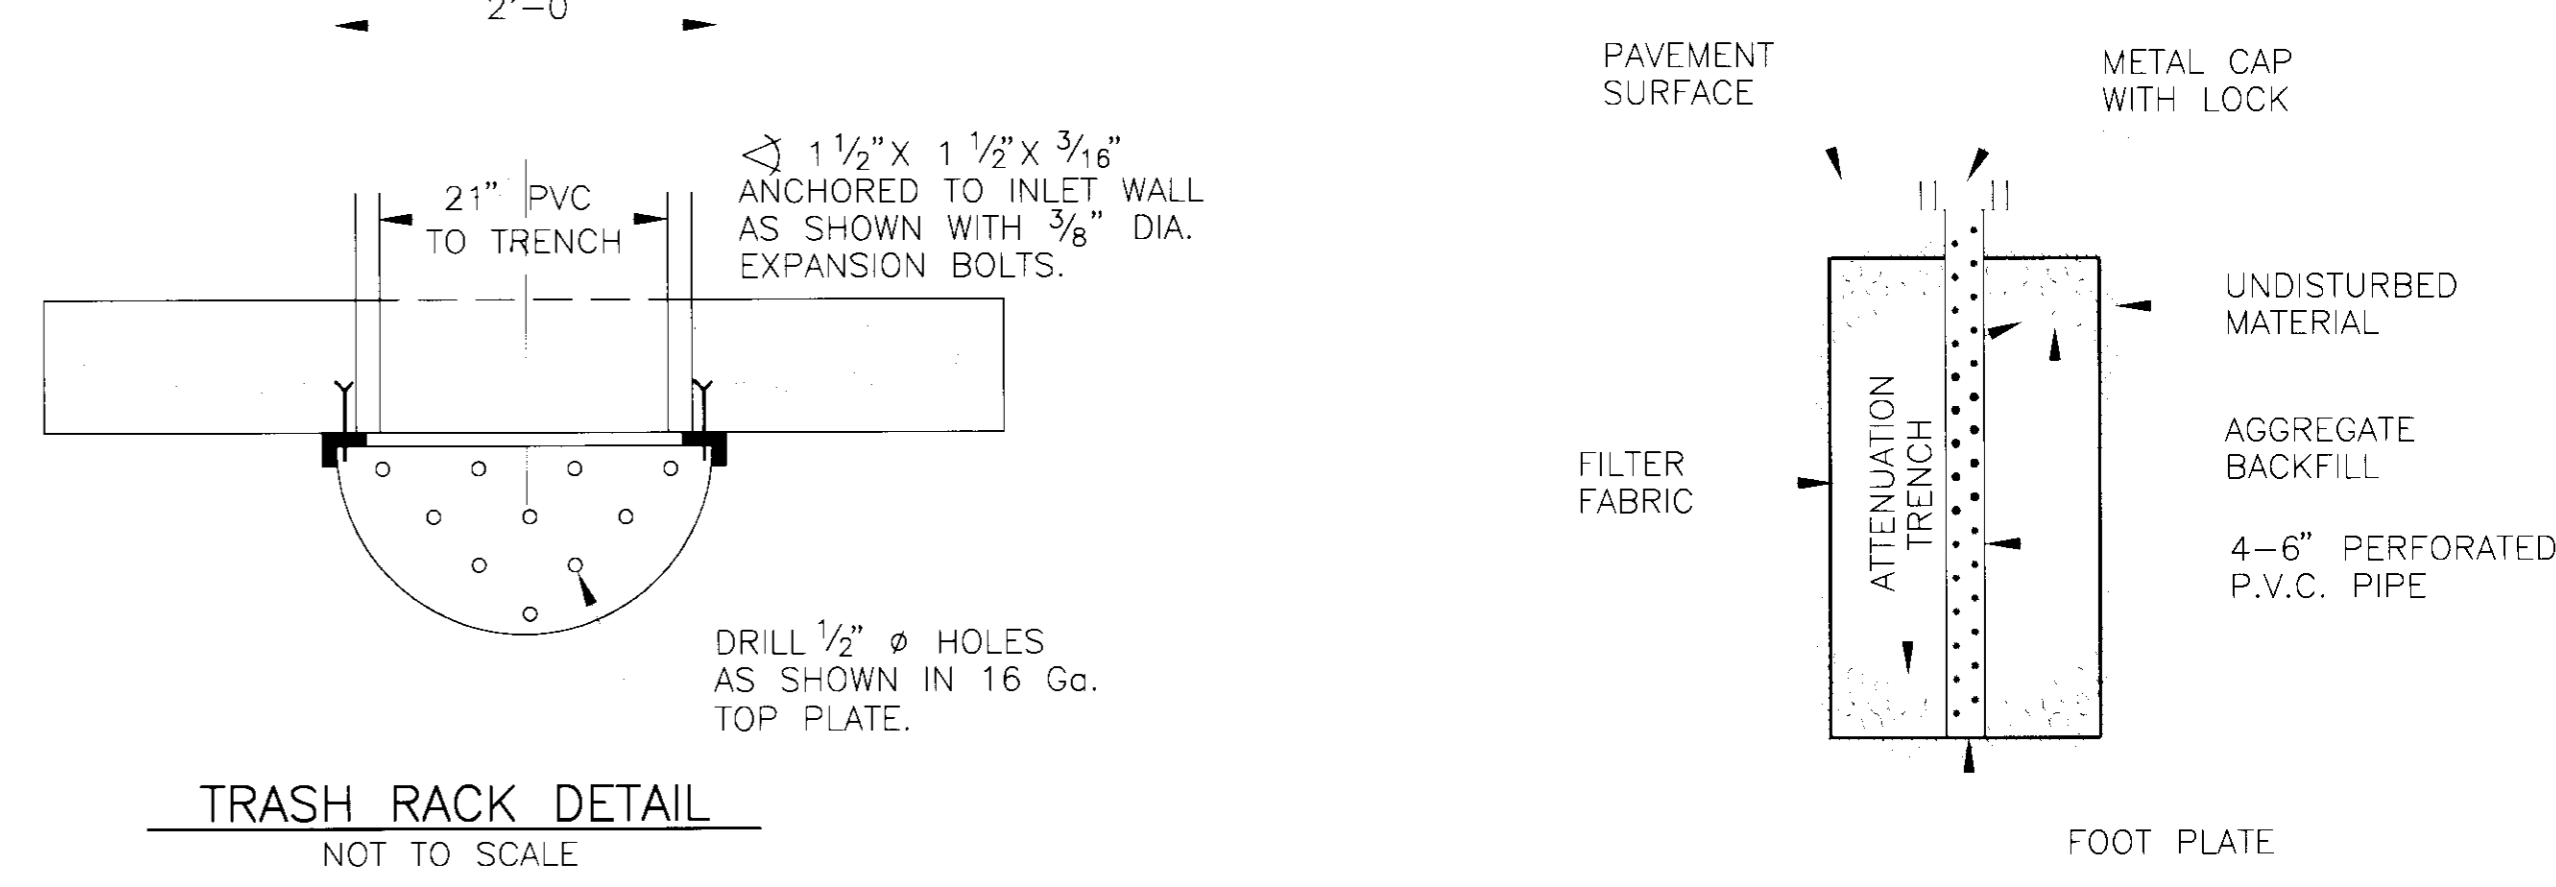 2'-0
21" PVC
TO TRENCH
1 1/2" X 1 1/2" X 3/16"
ANCHORED TO INLET WALL
AS SHOWN WITH 3/8" DIA.
EXPANSION BOLTS.
DRILL 1/2" ø HOLES
AS SHOWN IN 16 Ga.
TOP PLATE.
TRASH RACK DETAIL
NOT TO SCALE
PAVEMENT
SURFACE
METAL CAP
WITH LOCK
UNDISTURBED
MATERIAL
AGGREGATE
BACKFILL
FILTER
FABRIC
ATTENUATION
TRENCH
4-6" PERFORATED
P.V.C. PIPE
FOOT PLATE